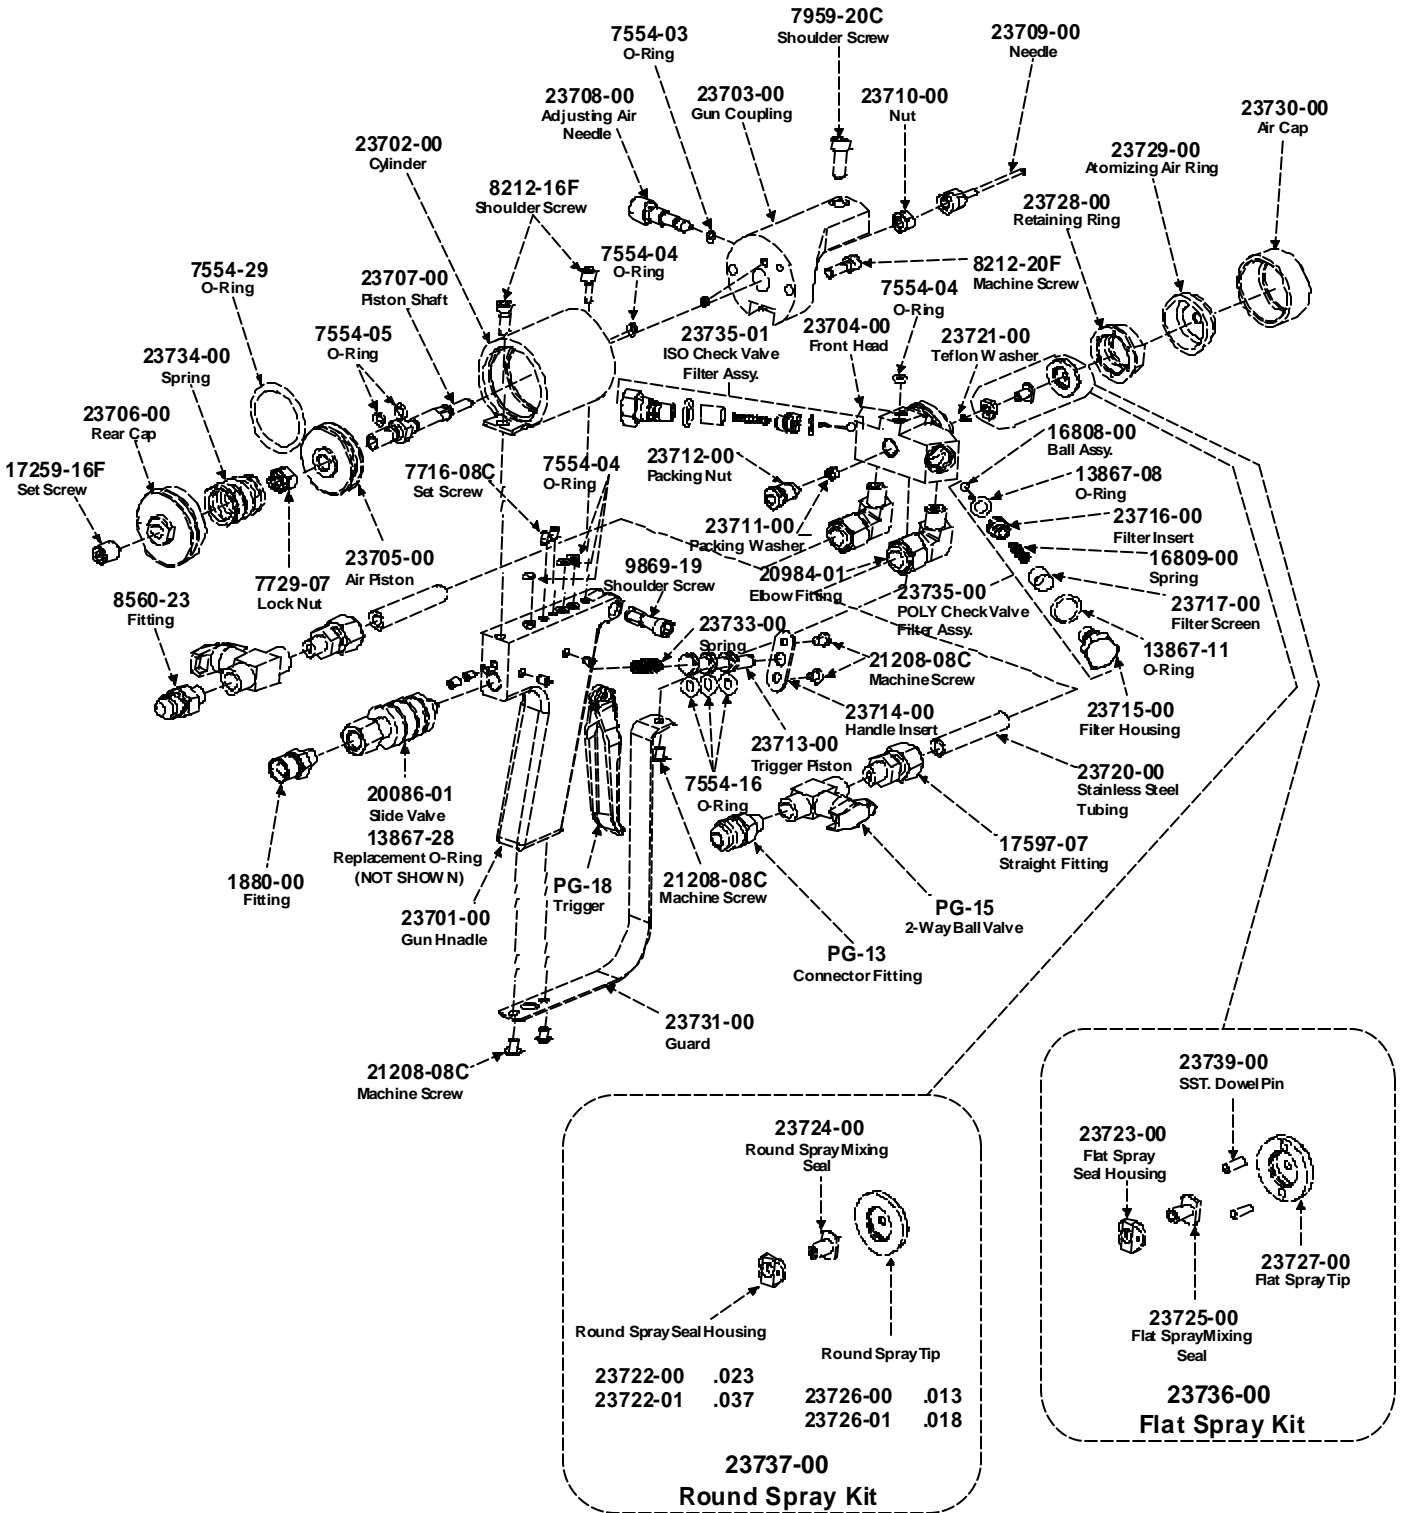 7959-20C
Shoulder Screw
7554-03
O-Ring
23709-00
Needle
23708-00
Adjusting Air
Needle
23703-00
Gun Coupling
23710-00
Nut
23730-00
Air Cap
23702-00
Cylinder
23729-00
Atomizing Air Ring
8212-16F
Shoulder Screw
23728-00
Retaining Ring
7554-29
O-Ring
23707-00
Piston Shaft
7554-04
O-Ring
8212-20F
Machine Screw
7554-04
O-Ring
7554-05
O-Ring
23735-01
ISO Check Valve
Filter Assy.
23704-00
Front Head
23721-00
Teflon Washer
23734-00
Spring
23706-00
Rear Cap
17259-16F
Set Screw
7716-08C
Set Screw
7554-04
O-Ring
23712-00
Packing Nut
16808-00
Ball Assy.
13867-08
O-Ring
23711-00
Packing Washer
23716-00
Filter Insert
23705-00
Air Piston
16809-00
Spring
7729-07
Lock Nut
9869-19
Shoulder Screw
20984-01
Elbow Fitting
23735-00
POLY Check Valve
Filter Assy.
23717-00
Filter Screen
8560-23
Fitting
23733-00
Spring
13867-11
O-Ring
21208-08C
Machine Screw
23714-00
Handle Insert
23715-00
Filter Housing
23713-00
Trigger Piston
23720-00
Stainless Steel
Tubing
7554-16
O-Ring
20086-01
Slide Valve
13867-28
Replacement O-Ring
(NOT SHOWN)
17597-07
Straight Fitting
1880-00
Fitting
PG-18
Trigger
21208-08C
Machine Screw
23701-00
Gun Hnadle
PG-15
2-Way Ball Valve
PG-13
Connector Fitting
23731-00
Guard
21208-08C
Machine Screw
23739-00
SST. Dowel Pin
23724-00
Round Spray Mixing
Seal
23723-00
Flat Spray
Seal Housing
23727-00
Flat Spray Tip
23725-00
Flat Spray Mixing
Seal
23736-00
Flat Spray Kit
Round Spray Seal Housing
23722-00 .023
23722-01 .037
Round Spray Tip
23726-00 .013
23726-01 .018
23737-00
Round Spray Kit